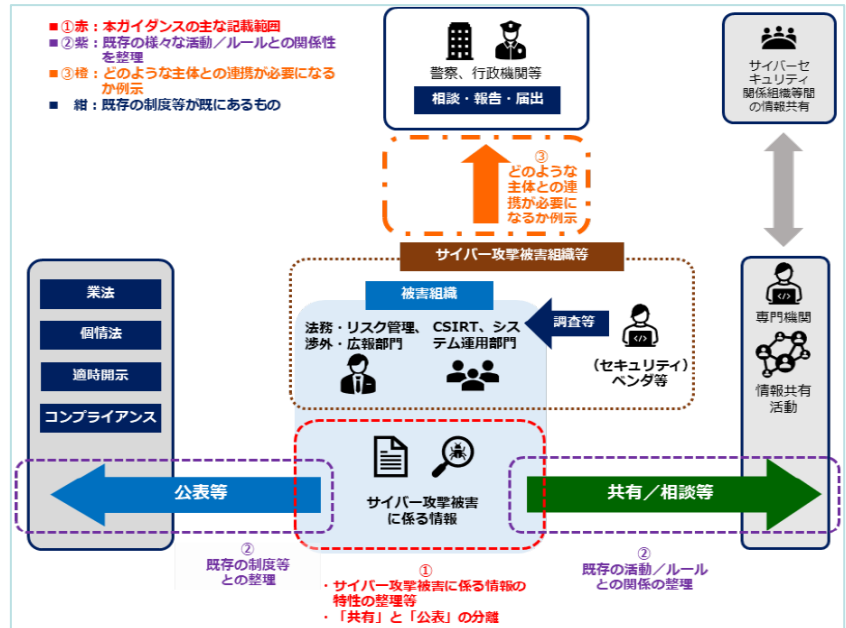 ■①赤：本ガイダンスの主な記載範囲
■②紫：既存の様々な活動／ルールとの関係性
を整理
■③橙：どのような主体との連携が必要になる
か例示
■ 紺：既存の制度等が既にあるもの
警察、行政機関等
相談・報告・届出
サイバーセ
キュリティ
関係組織等間
の情報共有
③
どのような
主体との連
携が必要に
なるか例示
サイバー攻撃被害組織等
被害組織
法務・リスク管理、
渉外・広報部門
CSIRT、シス
テム運用部門
調査等
（セキュリティ）
ベンダ等
業法
個情法
適時開示
コンプライアンス
専門機関
情報共有
活動
公表等
サイバー攻撃被害
に係る情報
共有／相談等
②
既存の制度等
との整理
①
・サイバー攻撃被害に係る情報の
特性の整理等
・「共有」と「公表」の分離
②
既存の活動／ルール
との関係の整理